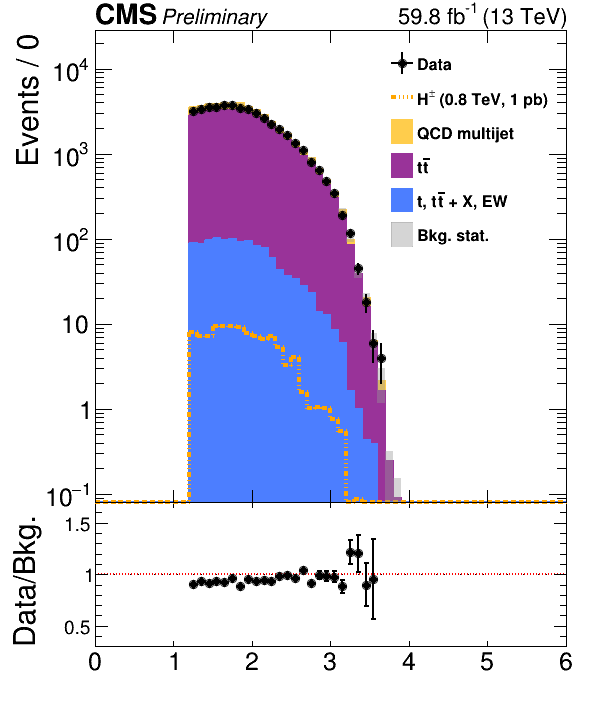 CMS Preliminary 59.8 fb⁻¹ (13 TeV)
Events / 0
10⁴
10³
10²
10
1
10⁻¹
Data
H± (0.8 TeV, 1 pb)
QCD multijet
tt̄
t, tt̄ + X, EW
Bkg. stat.
Data/Bkg.
1.5
1
0.5
0 1 2 3 4 5 6